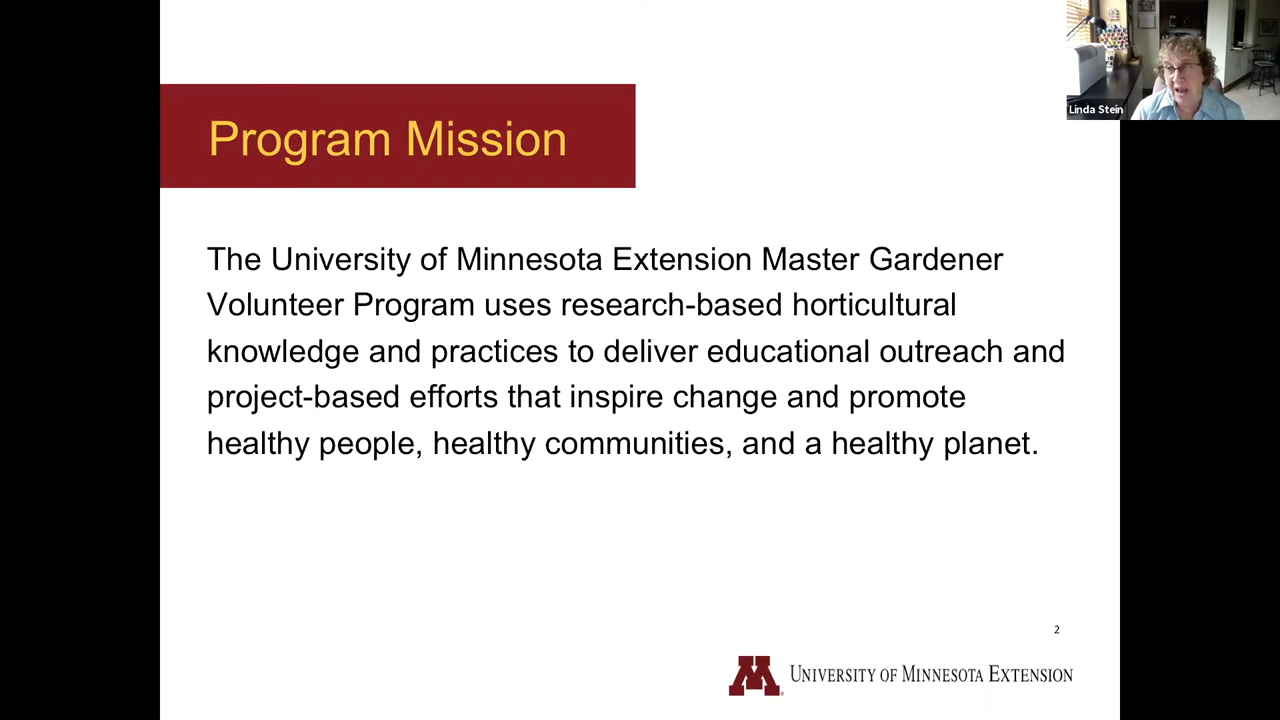 Linda Stein
Program Mission
The University of Minnesota Extension Master Gardener
Volunteer Program uses research-based horticultural
knowledge and practices to deliver educational outreach and
project-based efforts that inspire change and promote
healthy people, healthy communities, and a healthy planet.
2
M
UNIVERSITY OF MINNESOTA EXTENSION